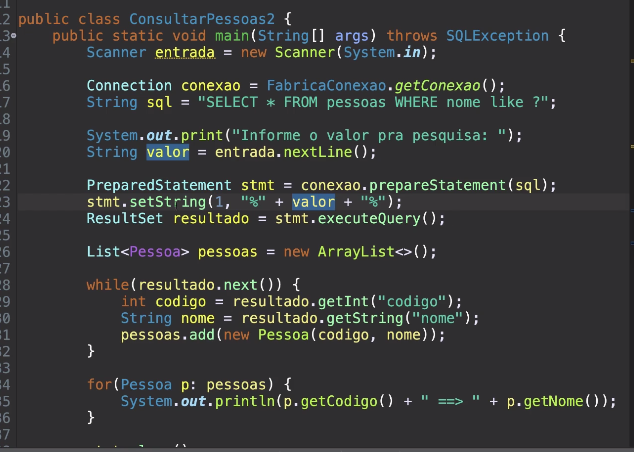 12 public class ConsultarPessoas2 {
13 public static void main(String[] args) throws SQLException {
14 Scanner entrada = new Scanner(System.in);
15
16 Connection conexao = FabricaConexao.getConexao();
17 String sql = "SELECT * FROM pessoas WHERE nome like ?";
18
19 System.out.print("Informe o valor pra pesquisa: ");
20 String valor = entrada.nextLine();
21
22 PreparedStatement stmt = conexao.prepareStatement(sql);
23 stmt.setString(1, "%" + valor + "%");
24 ResultSet resultado = stmt.executeQuery();
25
26 List<Pessoa> pessoas = new ArrayList<>();
27
28 while(resultado.next()) {
29 int codigo = resultado.getInt("codigo");
30 String nome = resultado.getString("nome");
31 pessoas.add(new Pessoa(codigo, nome));
32 }
33
34 for(Pessoa p: pessoas) {
35 System.out.println(p.getCodigo() + " ==> " + p.getNome());
36 }
37